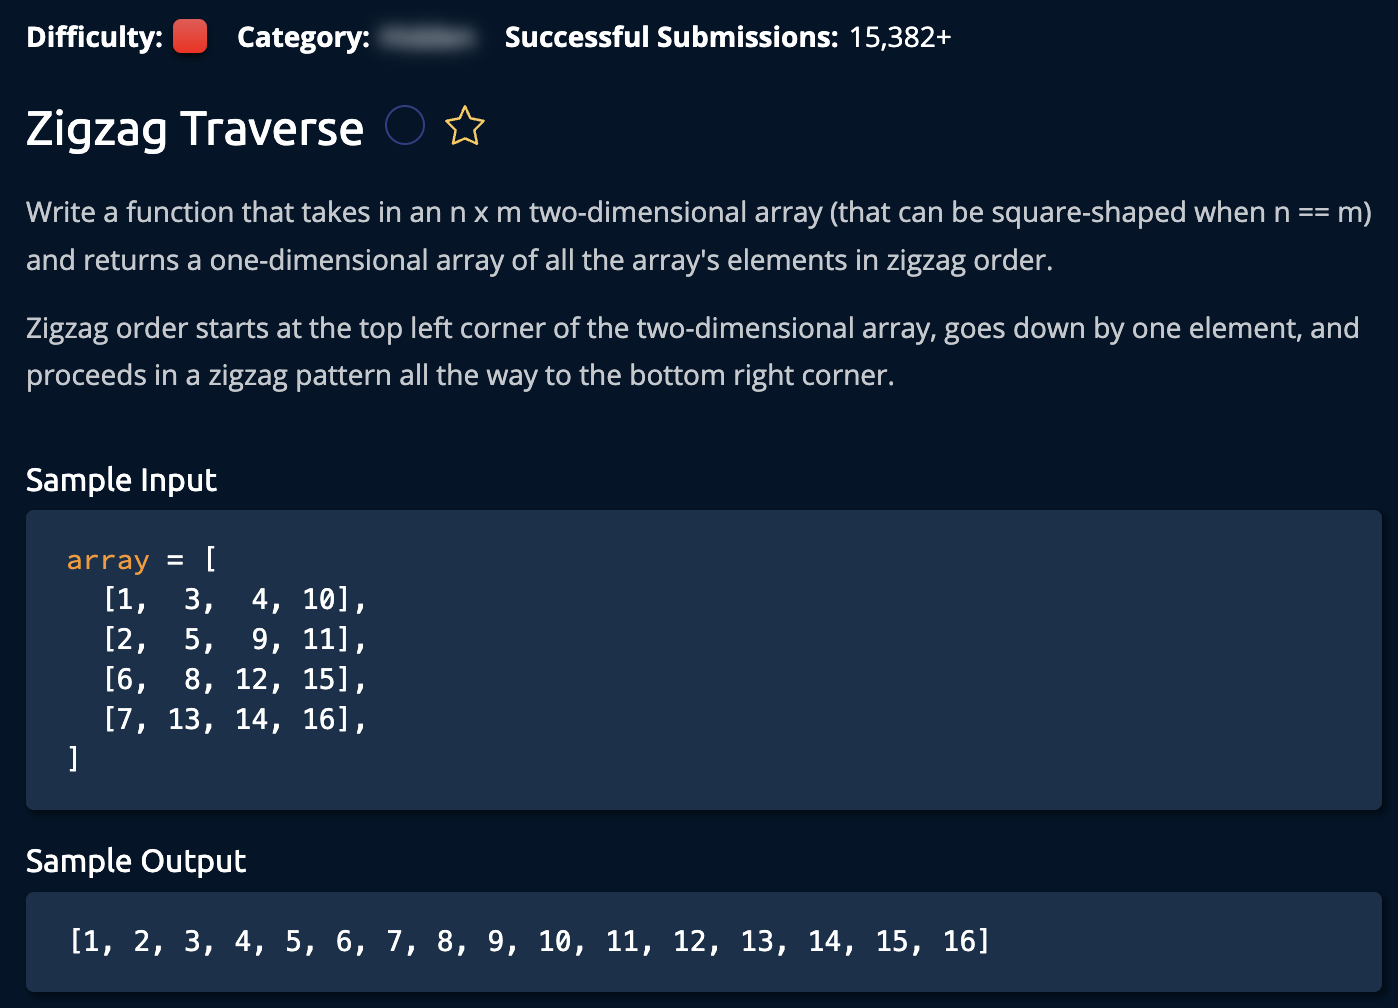 Difficulty: Category: Successful Submissions: 15,382+
Zigzag Traverse
Write a function that takes in an n x m two-dimensional array (that can be square-shaped when n == m)
and returns a one-dimensional array of all the array's elements in zigzag order.
Zigzag order starts at the top left corner of the two-dimensional array, goes down by one element, and
proceeds in a zigzag pattern all the way to the bottom right corner.
Sample Input
array = [
[1, 3, 4, 10],
[2, 5, 9, 11],
[6, 8, 12, 15],
[7, 13, 14, 16],
]
Sample Output
[1, 2, 3, 4, 5, 6, 7, 8, 9, 10, 11, 12, 13, 14, 15, 16]